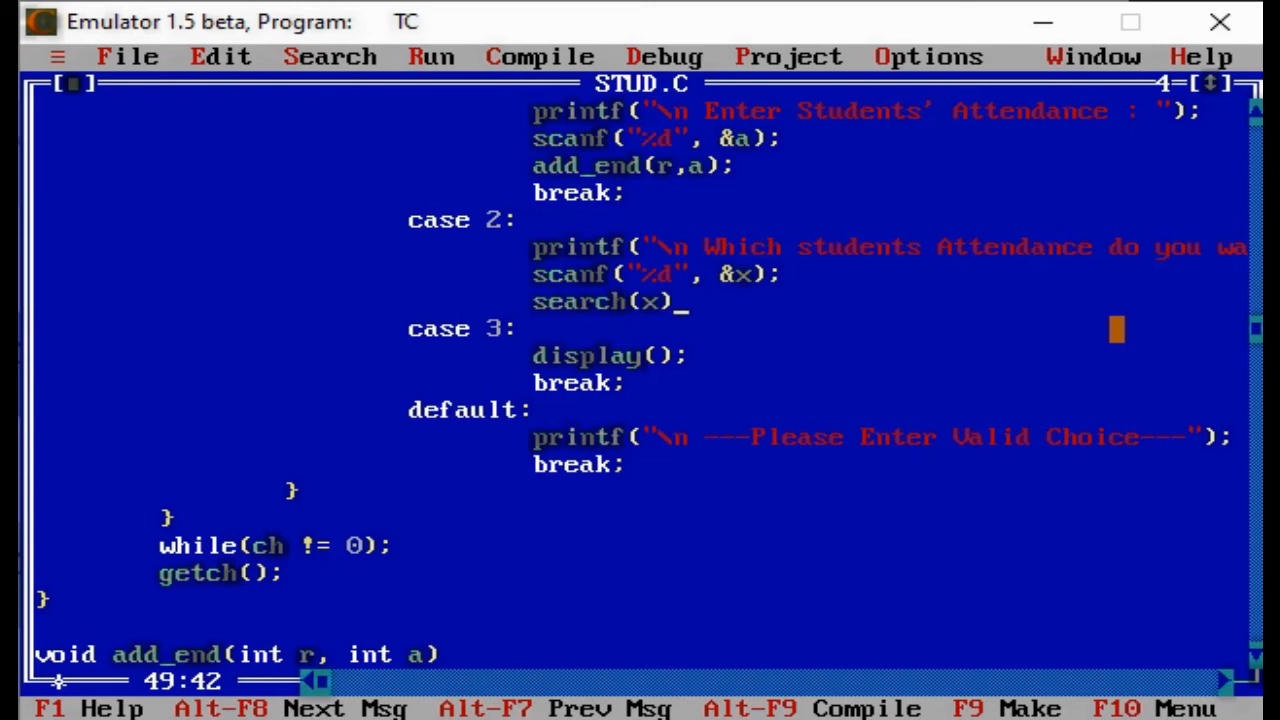 Emulator 1.5 beta, Program: TC
≡ File Edit Search Run Compile Debug Project Options Window Help
[■] STUD.C 4=[↕]
printf("\n Enter Students' Attendance : ");
scanf("%d", &a);
add_end(r,a);
break;
case 2:
printf("\n Which students Attendance do you wa
scanf("%d", &x);
search(x)_
case 3:
display();
break;
default:
printf("\n ---Please Enter Valid Choice---");
break;
}
}
while(ch != 0);
getch();
}
void add_end(int r, int a)
49:42
F1 Help Alt-F8 Next Msg Alt-F7 Prev Msg Alt-F9 Compile F9 Make F10 Menu